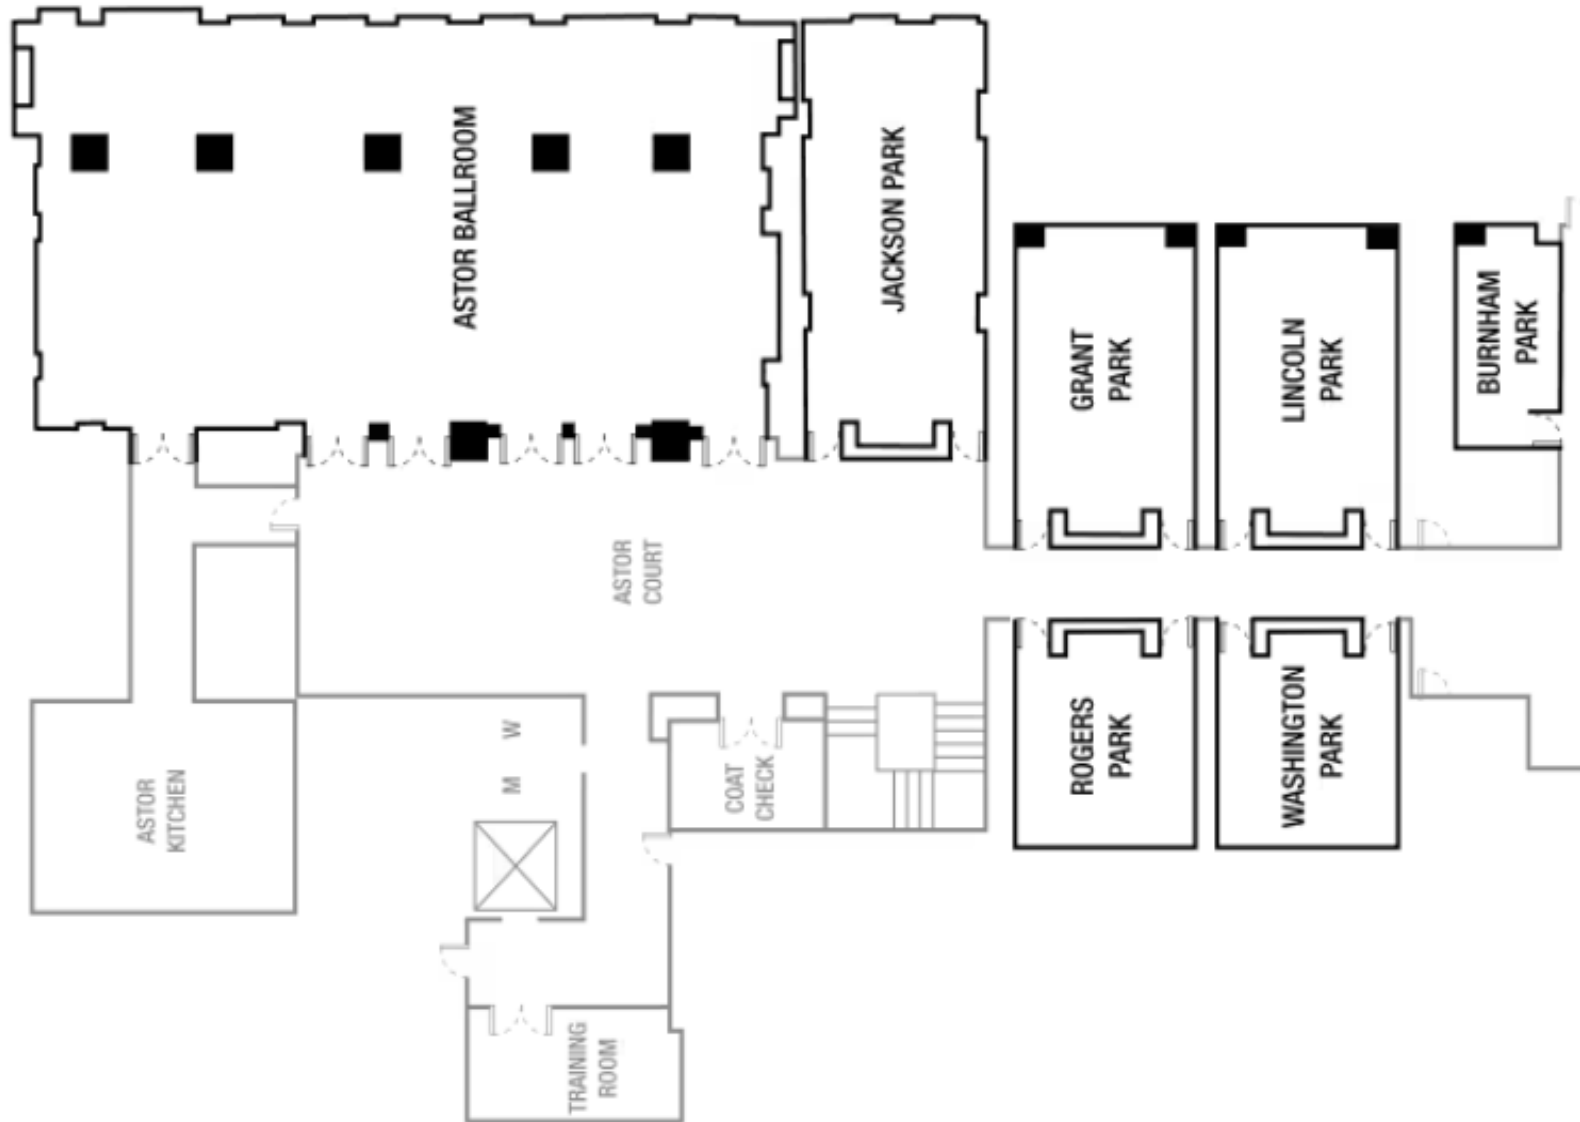 ASTOR BALLROOM
JACKSON PARK
GRANT
PARK
LINCOLN
PARK
BURNHAM
PARK
ASTOR
COURT
ROGERS
PARK
WASHINGTON
PARK
W
M
COAT
CHECK
ASTOR
KITCHEN
TRAINING
ROOM